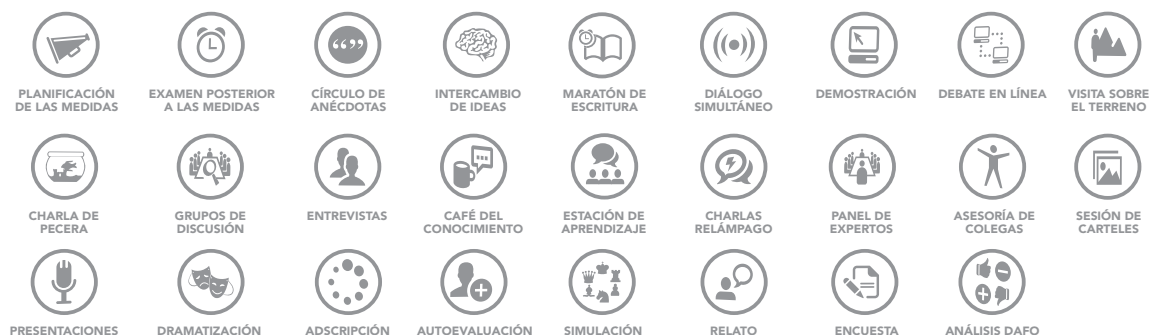 PLANIFICACIÓN
DE LAS MEDIDAS
EXAMEN POSTERIOR
A LAS MEDIDAS
CÍRCULO DE
ANÉCDOTAS
INTERCAMBIO
DE IDEAS
MARATÓN DE
ESCRITURA
DIÁLOGO
SIMULTÁNEO
DEMOSTRACIÓN
DEBATE EN LÍNEA
VISITA SOBRE
EL TERRENO
CHARLA DE
PECERA
GRUPOS DE
DISCUSIÓN
ENTREVISTAS
CAFÉ DEL
CONOCIMIENTO
ESTACIÓN DE
APRENDIZAJE
CHARLAS
RELÁMPAGO
PANEL DE
EXPERTOS
ASESORÍA DE
COLEGAS
SESIÓN DE
CARTELES
PRESENTACIONES
DRAMATIZACIÓN
ADSCRIPCIÓN
AUTOEVALUACIÓN
SIMULACIÓN
RELATO
ENCUESTA
ANÁLISIS DAFO